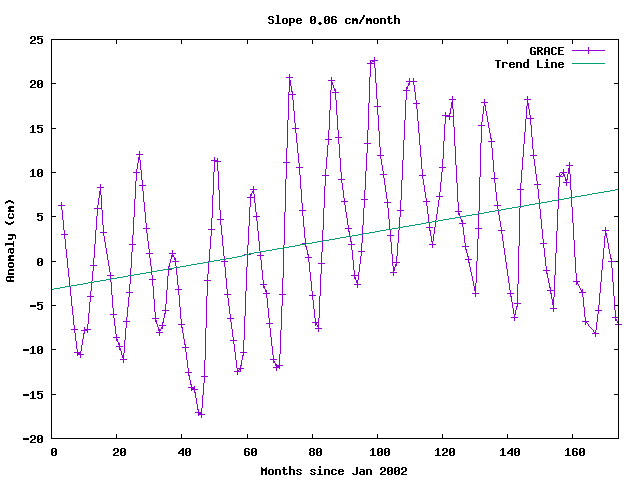 Slope 0.06 cm/month
GRACE
Trend Line
25
20
15
10
5
0
-5
-10
-15
-20
Anomaly (cm)
0 20 40 60 80 100 120 140 160
Months since Jan 2002